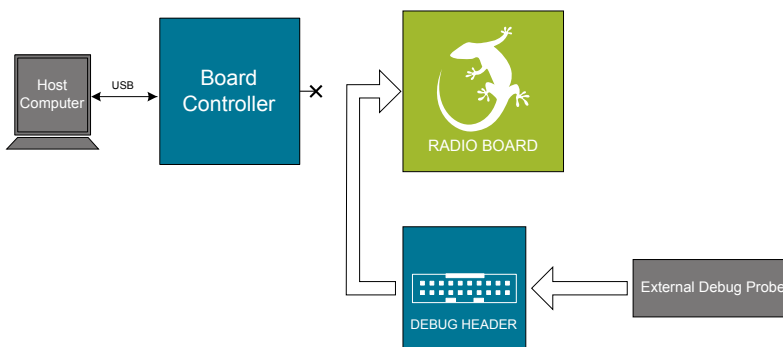 Host
Computer
USB
Board
Controller
RADIO BOARD
DEBUG HEADER
External Debug Probe